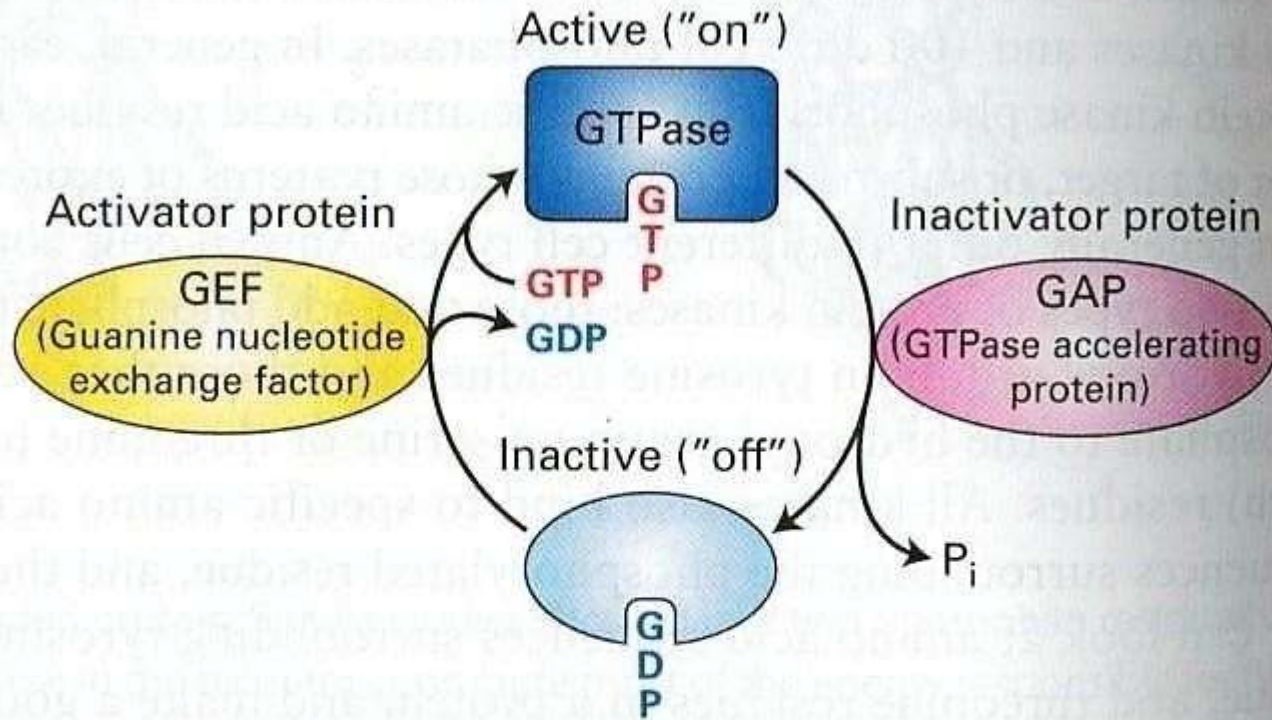 Active ("on")
GTPase
G
T
P
Activator protein
GEF
(Guanine nucleotide
exchange factor)
GTP
GDP
Inactivator protein
GAP
(GTPase accelerating
protein)
Inactive ("off")
Pi
G
D
P